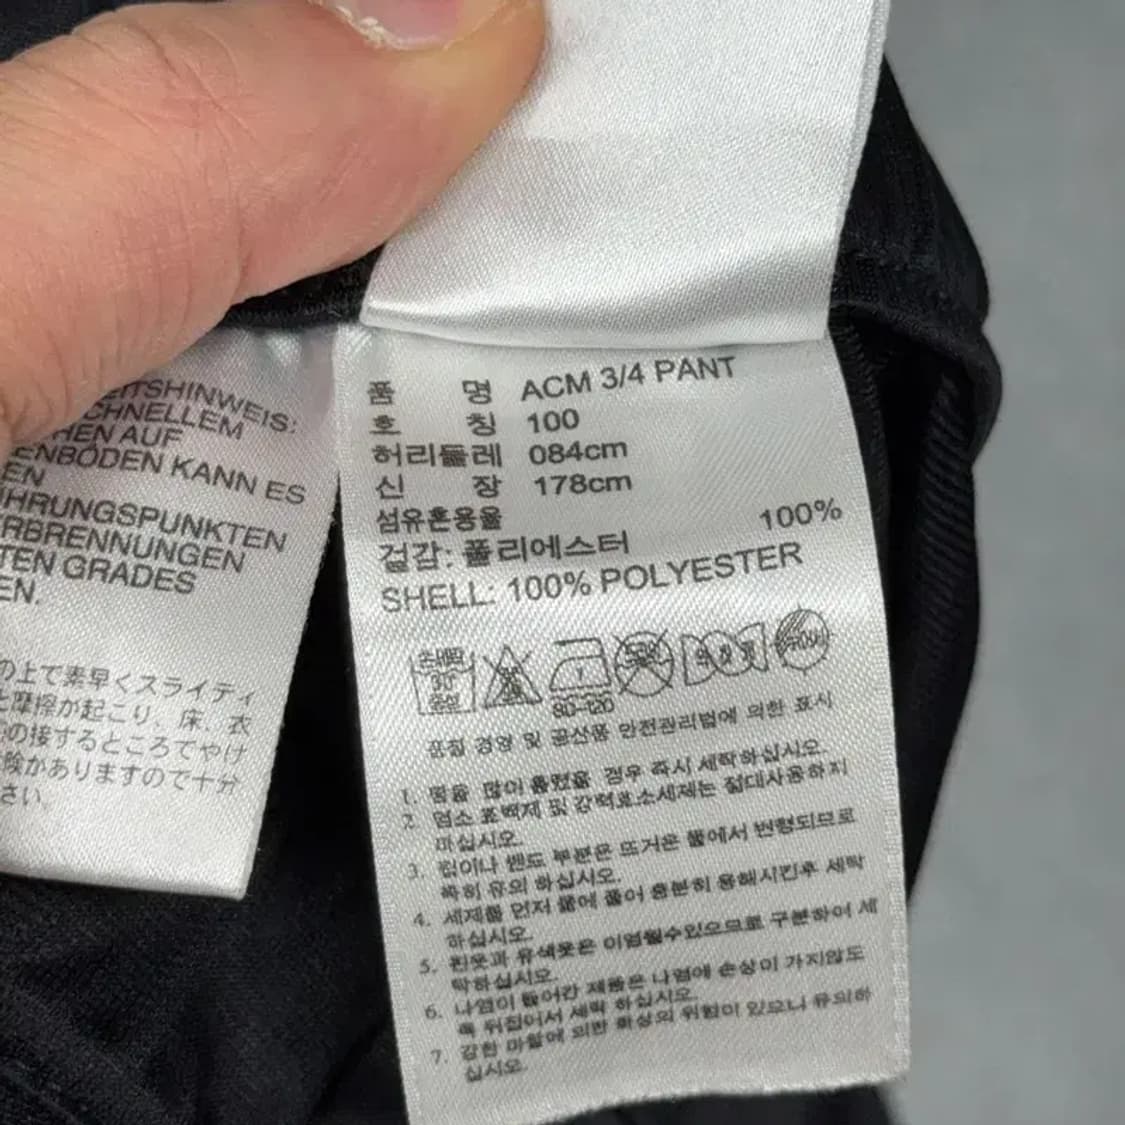 CHNELLEM
HEN AUF
ENBÖDEN KANN ES
EN
HRUNGSPUNKTEN
RBRENNUNGEN
TEN GRADES
EN.
の上で素早くスライディ
と摩擦が起こり、床、衣
の接するところでやけ
険がありますので十分
さい。
품 명 ACM 3/4 PANT
호 칭 100
허리둘레 084cm
신 장 178cm
섬유혼용율
걸감: 폴리에스터 100%
SHELL: 100% POLYESTER
손세탁
30
중성
80-120
품질 경영 및 공산품 안전관리법에 의한 표시
1. 땀을 많이 흘렸을 경우 즉시 세탁하십시오.
2. 염소 표백제 및 강력효소세제는 절대사용하지
마십시오.
3. 립이나 밴드 부분은 뜨거운 물에서 변형되므로
특히 유의 하십시오.
4. 세제를 먼저 물에 풀어 충분히 용해시킨후 세탁
하십시오.
5. 흰옷과 유색옷은 이염될수있으므로 구분하여 세
탁하십시오.
6. 나염이 들어간 제품은 나염에 손상이 가지않도
록 뒤집어서 세탁 하십시오.
7. 강한 마찰에 의한 화상의 위험이 있으니 유의하
십시오.